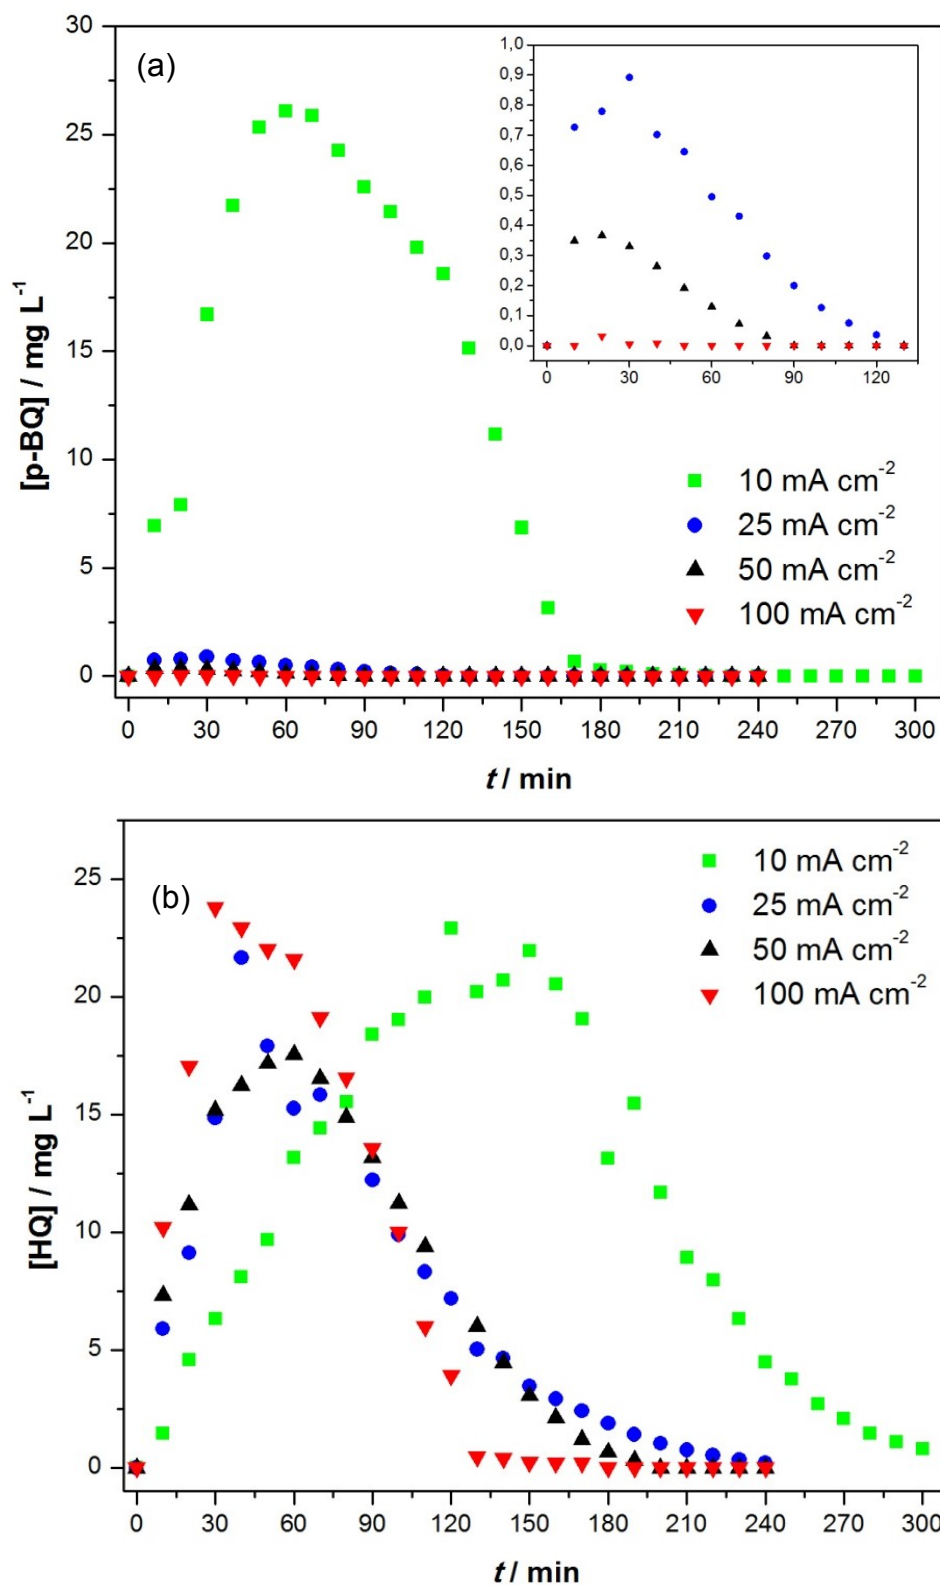 (a)
[p-BQ] / mg L⁻¹
30
25
20
15
10
5
0
1,0
0,9
0,8
0,7
0,6
0,5
0,4
0,3
0,2
0,1
0,0
0 30 60 90 120
10 mA cm⁻²
25 mA cm⁻²
50 mA cm⁻²
100 mA cm⁻²
0 30 60 90 120 150 180 210 240 270 300
t / min
(b)
[HQ] / mg L⁻¹
25
20
15
10
5
0
10 mA cm⁻²
25 mA cm⁻²
50 mA cm⁻²
100 mA cm⁻²
0 30 60 90 120 150 180 210 240 270 300
t / min